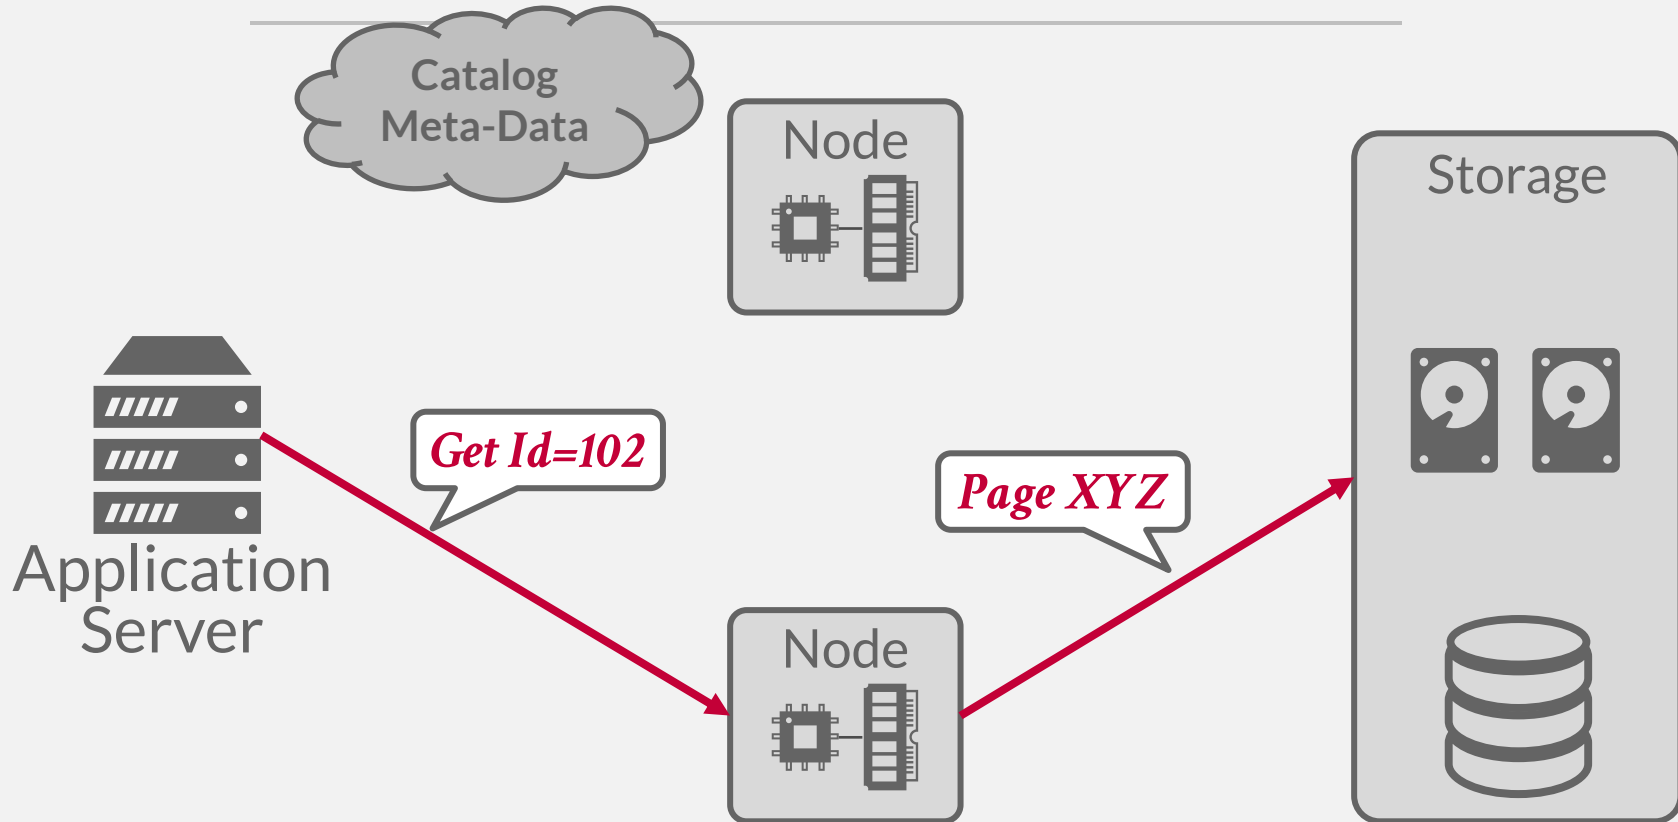 Catalog
Meta-Data
Node
Storage
Get Id=102
Page XYZ
Application
Server
Node